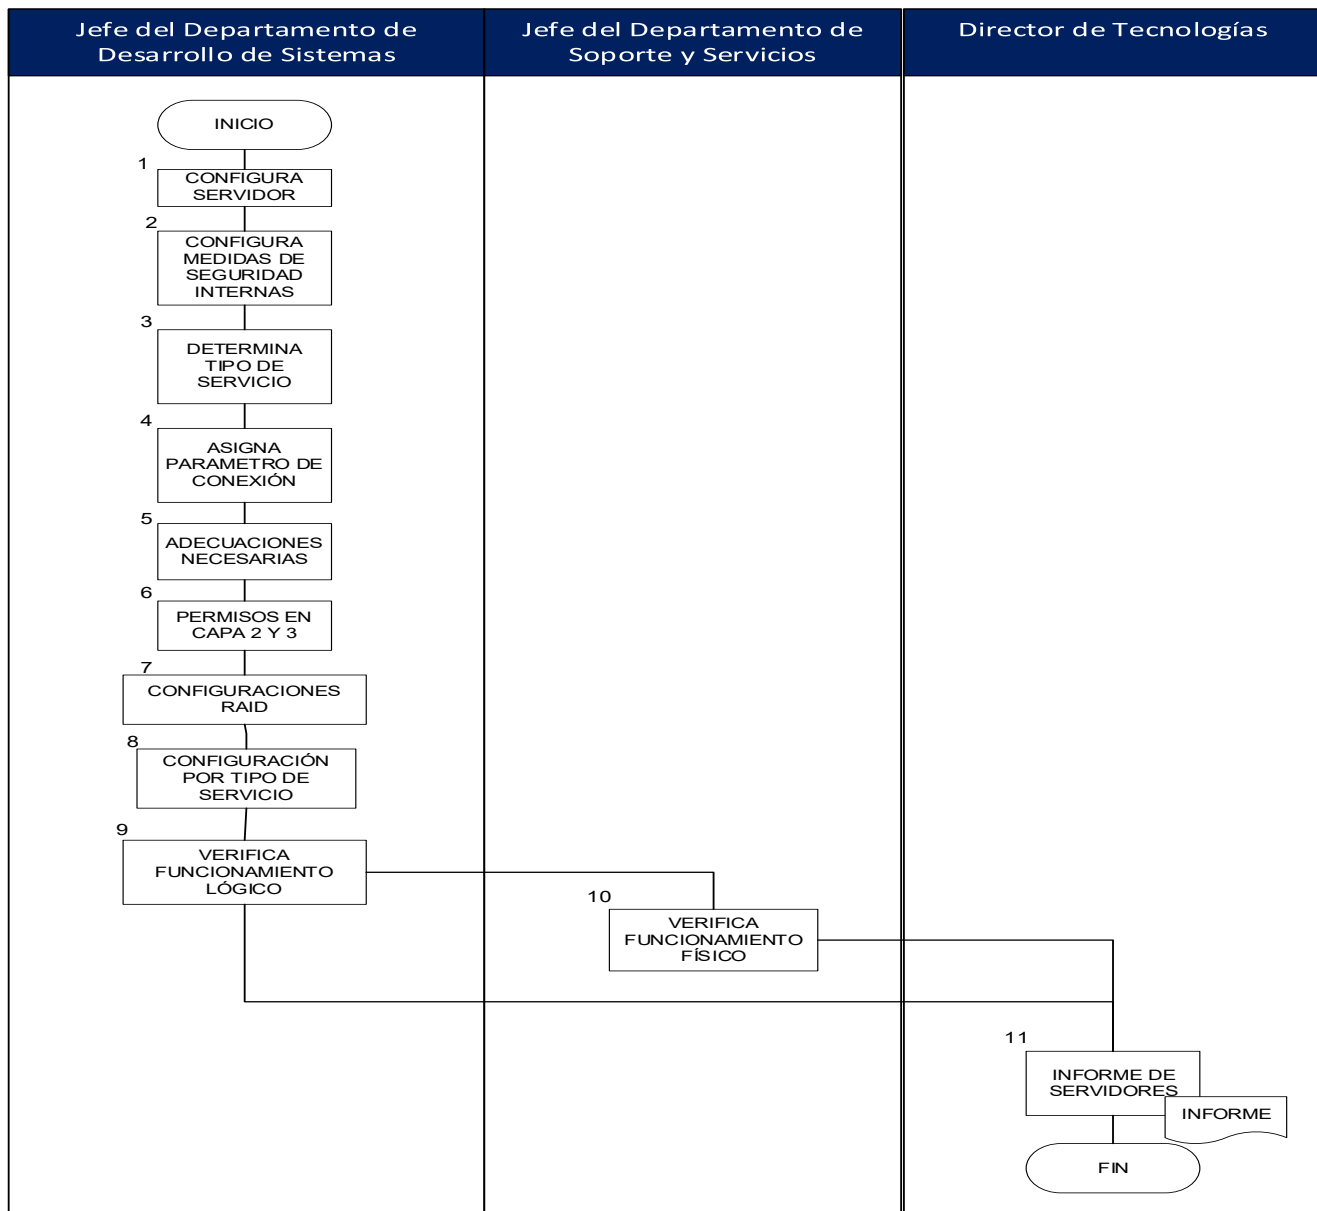 Jefe del Departamento de
Desarrollo de Sistemas
Jefe del Departamento de
Soporte y Servicios
Director de Tecnologías
INICIO
1
CONFIGURA
SERVIDOR
2
CONFIGURA
MEDIDAS DE
SEGURIDAD
INTERNAS
3
DETERMINA
TIPO DE
SERVICIO
4
ASIGNA
PARAMETRO DE
CONEXIÓN
5
ADECUACIONES
NECESARIAS
6
PERMISOS EN
CAPA 2 Y 3
7
CONFIGURACIONES
RAID
8
CONFIGURACIÓN
POR TIPO DE
SERVICIO
9
VERIFICA
FUNCIONAMIENTO
LÓGICO
10
VERIFICA
FUNCIONAMIENTO
FÍSICO
11
INFORME DE
SERVIDORES
INFORME
FIN